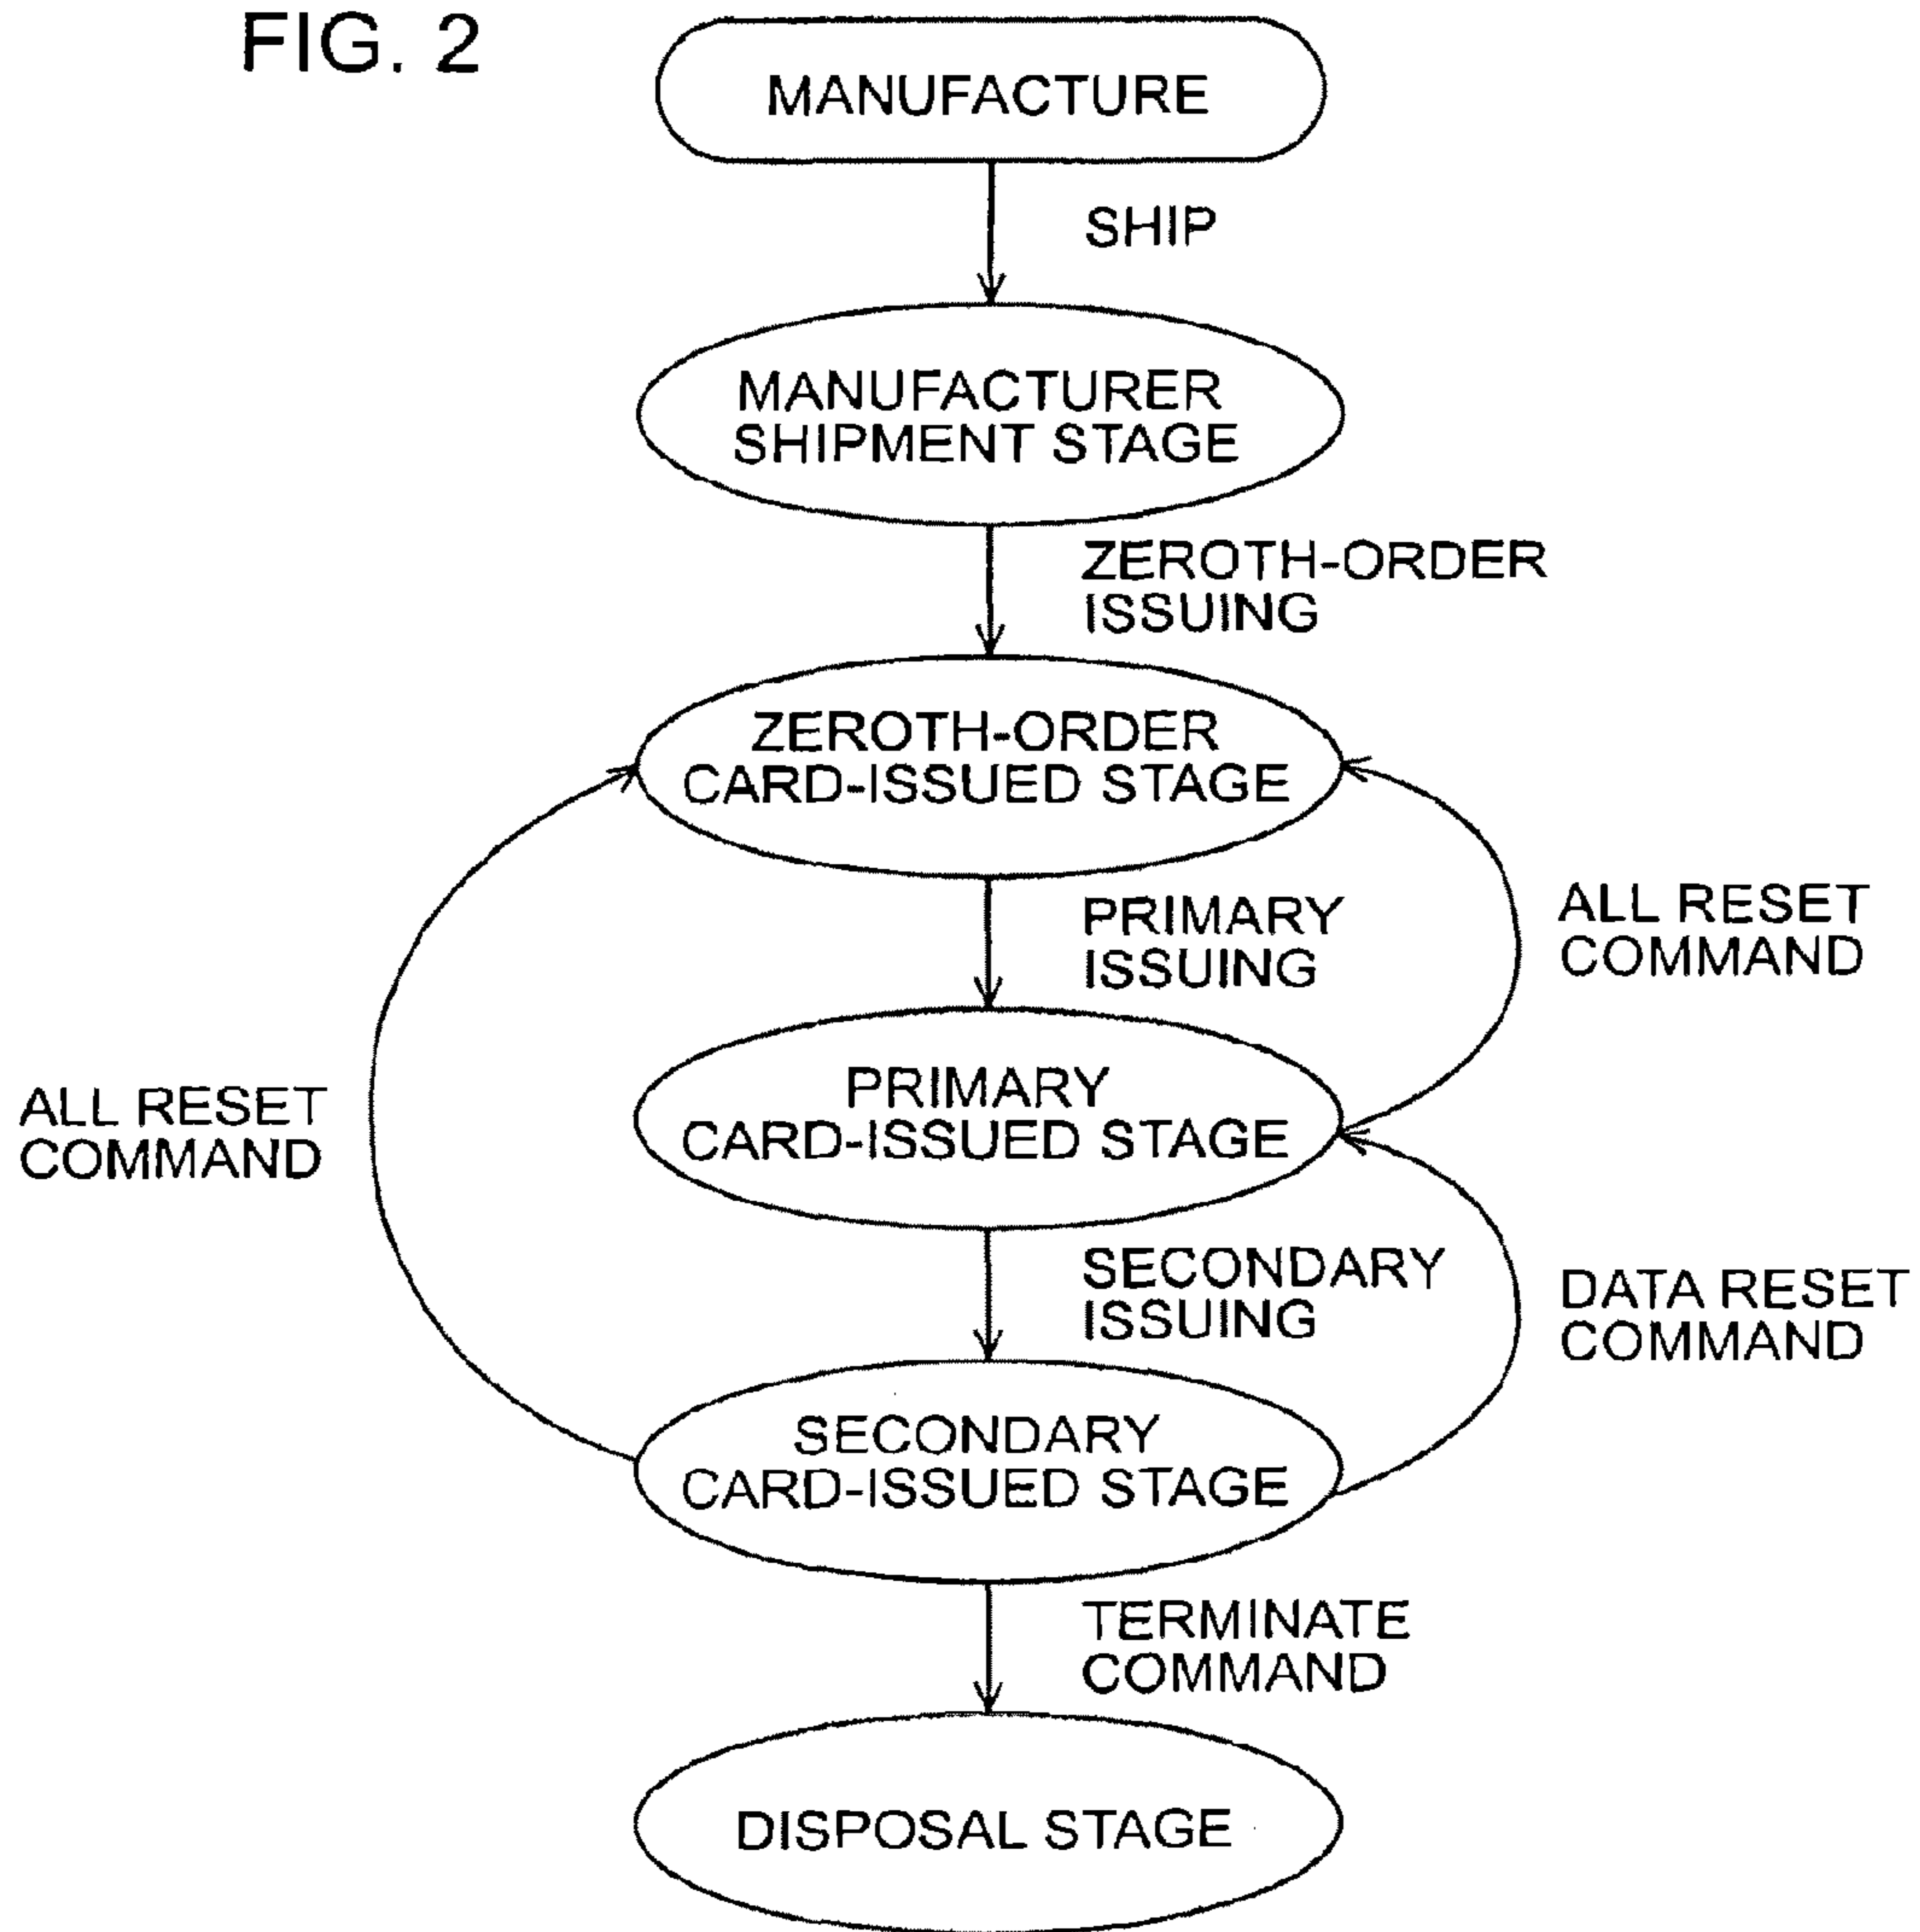 FIG. 2
MANUFACTURE
SHIP
MANUFACTURER
SHIPMENT STAGE
ZEROTH-ORDER
ISSUING
ZEROTH-ORDER
CARD-ISSUED STAGE
PRIMARY
ISSUING
ALL RESET
COMMAND
PRIMARY
CARD-ISSUED STAGE
ALL RESET
COMMAND
SECONDARY
ISSUING
DATA RESET
COMMAND
SECONDARY
CARD-ISSUED STAGE
TERMINATE
COMMAND
DISPOSAL STAGE